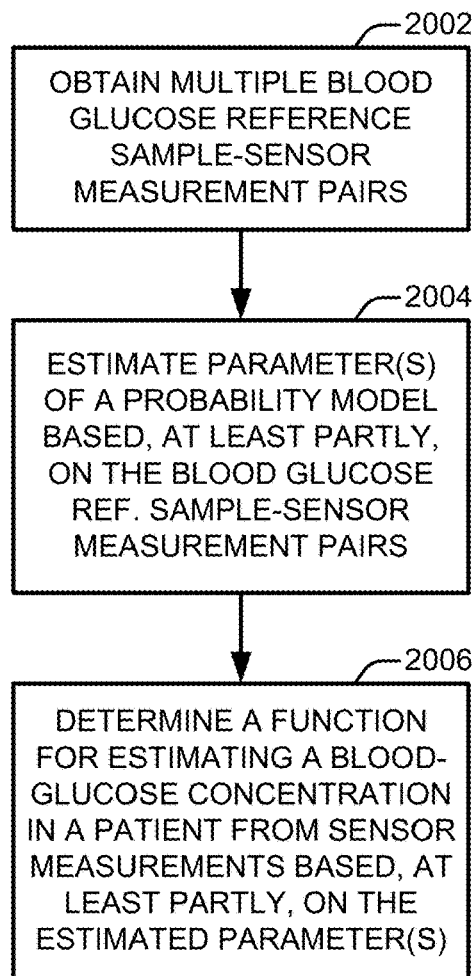 2002
OBTAIN MULTIPLE BLOOD
GLUCOSE REFERENCE
SAMPLE-SENSOR
MEASUREMENT PAIRS
2004
ESTIMATE PARAMETER(S)
OF A PROBABILITY MODEL
BASED, AT LEAST PARTLY,
ON THE BLOOD GLUCOSE
REF. SAMPLE-SENSOR
MEASUREMENT PAIRS
2006
DETERMINE A FUNCTION
FOR ESTIMATING A BLOOD-
GLUCOSE CONCENTRATION
IN A PATIENT FROM SENSOR
MEASUREMENTS BASED, AT
LEAST PARTLY, ON THE
ESTIMATED PARAMETER(S)